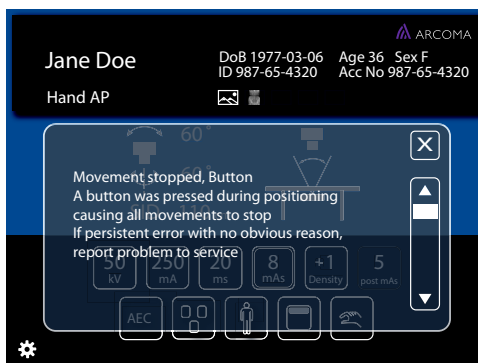 ARCOMA
Jane Doe
DoB 1977-03-06 Age 36 Sex F
ID 987-65-4320 Acc No 987-65-4320
Hand AP
60°
Movement stopped, Button
A button was pressed during positioning
causing all movements to stop
If persistent error with no obvious reason,
report problem to service
50 250 20 8 +1 5
kV mA ms mAs Density post mAs
AEC